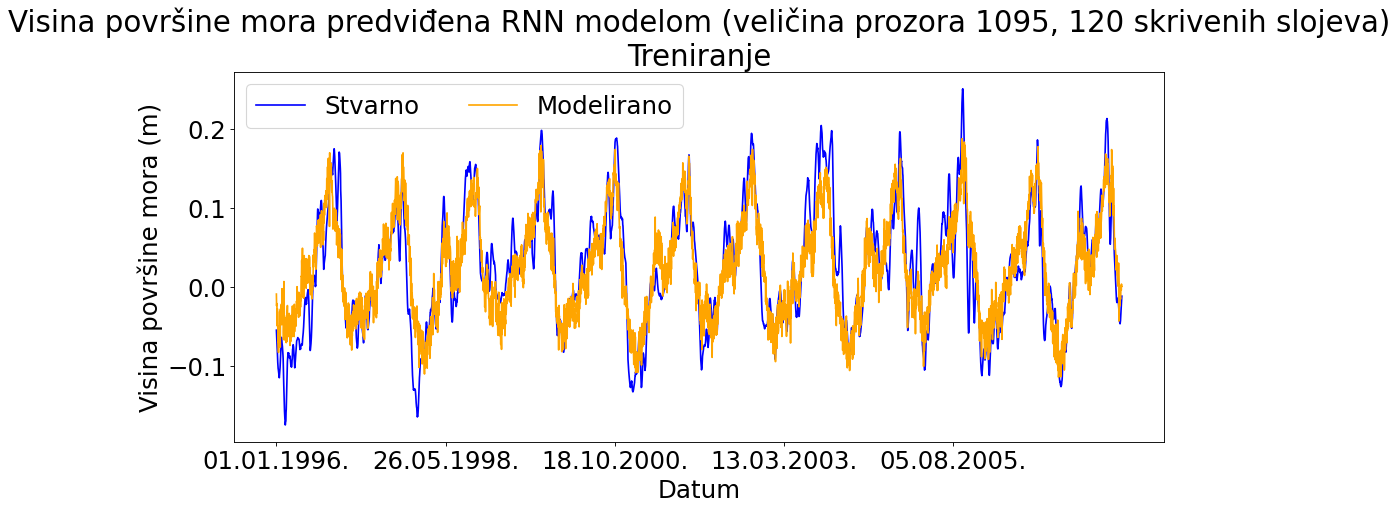 Visina površine mora predviđena RNN modelom (veličina prozora 1095, 120 skrivenih slojeva)
Treniranje
Stvarno Modelirano
Visina površine mora (m)
0.2
0.1
0.0
−0.1
01.01.1996. 26.05.1998. 18.10.2000. 13.03.2003. 05.08.2005.
Datum